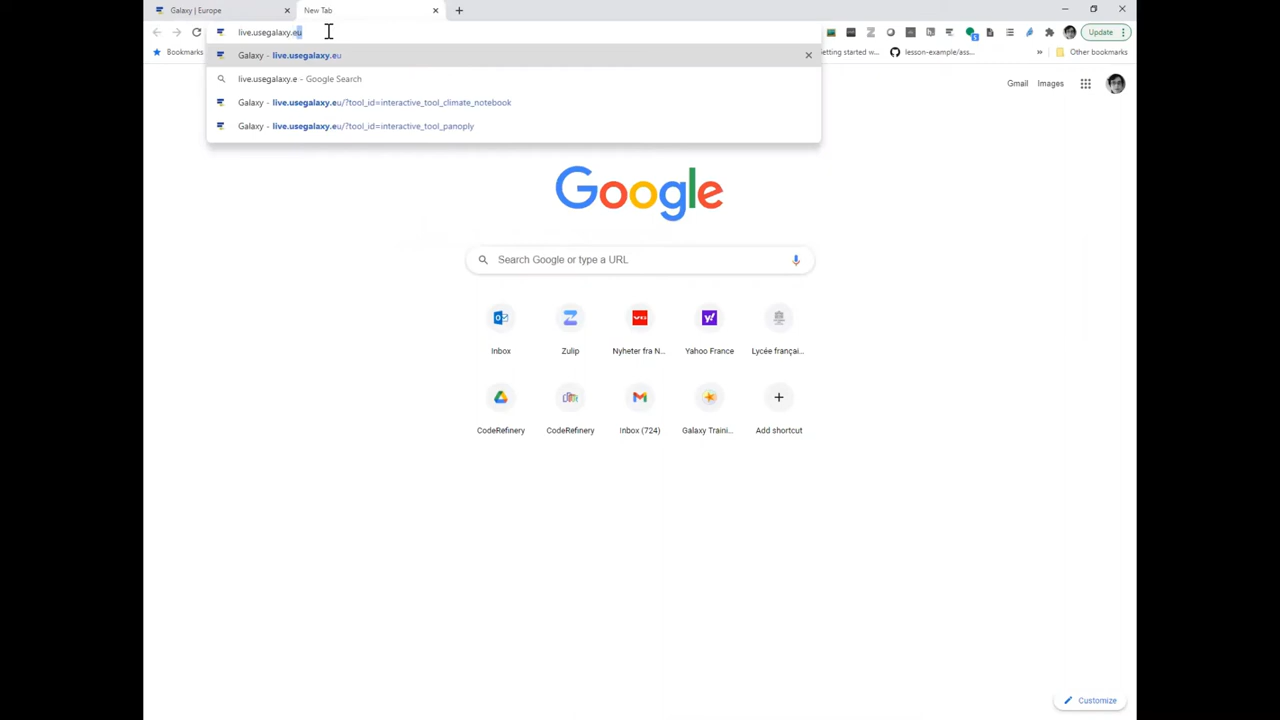 Galaxy | Europe
New Tab
live.usegalaxy.eu
Update
Bookmarks
etting started w...
lesson-example/ass...
»
Other bookmarks
Galaxy - live.usegalaxy.eu
live.usegalaxy.e - Google Search
Galaxy - live.usegalaxy.eu/?tool_id=interactive_tool_climate_notebook
Galaxy - live.usegalaxy.eu/?tool_id=interactive_tool_panoply
Gmail
Images
Google
Search Google or type a URL
Inbox
Zulip
Nyheter fra N...
Yahoo France
Lycée françai...
CodeRefinery
CodeRefinery
Inbox (724)
Galaxy Traini...
Add shortcut
Customize